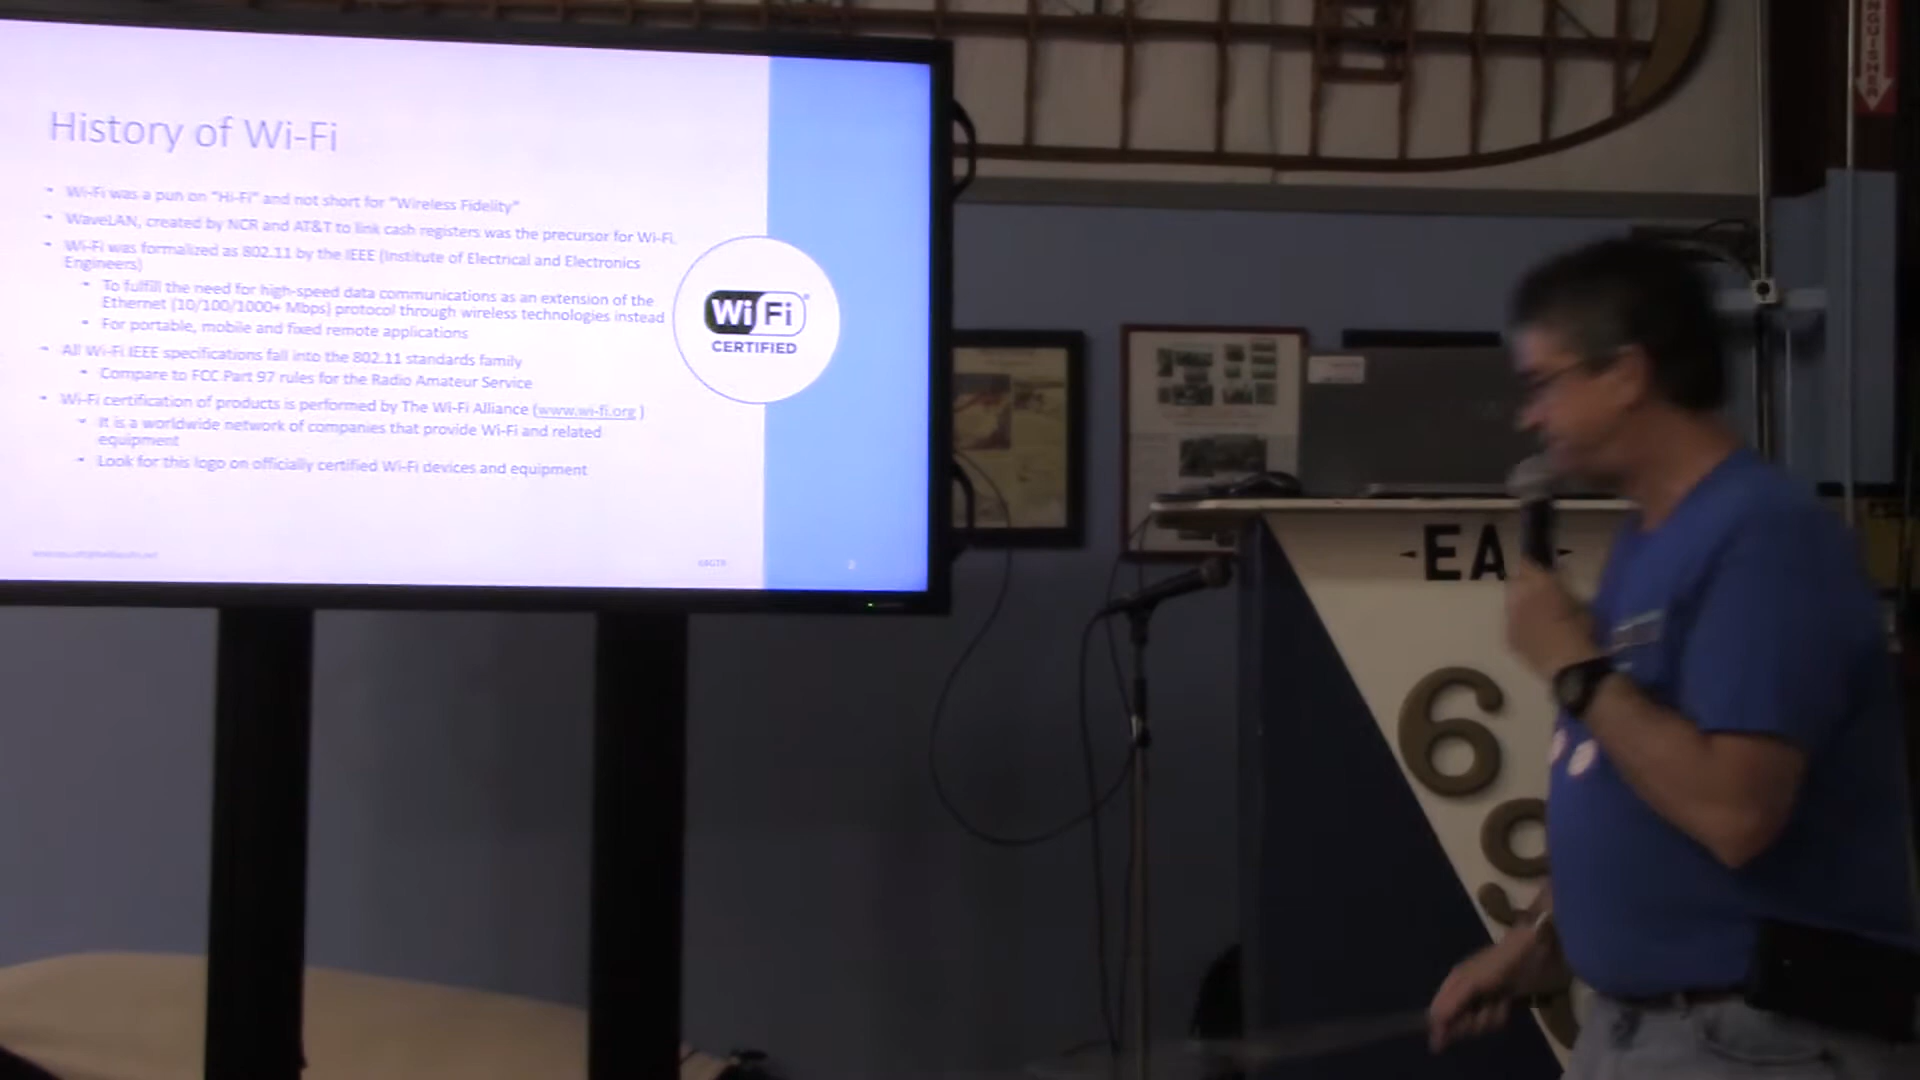 History of Wi-Fi
Wi-Fi was a pun on "Hi-Fi" and not short for "Wireless Fidelity"
WaveLAN, created by NCR and AT&T to link cash registers was the precursor for Wi-Fi.
Wi-Fi was formalized as 802.11 by the IEEE (Institute of Electrical and Electronics
Engineers)
To fulfill the need for high-speed data communications as an extension of the
Ethernet (10/100/1000+ Mbps) protocol through wireless technologies instead
For portable, mobile and fixed remote applications
All Wi-Fi IEEE specifications fall into the 802.11 standards family
Compare to FCC Part 97 rules for the Radio Amateur Service
Wi-Fi certification of products is performed by The Wi-Fi Alliance (www.wi-fi.org )
It is a worldwide network of companies that provide Wi-Fi and related
equipment
Look for this logo on officially certified Wi-Fi devices and equipment
Wi Fi
CERTIFIED
EA
6
9
NGUISHER